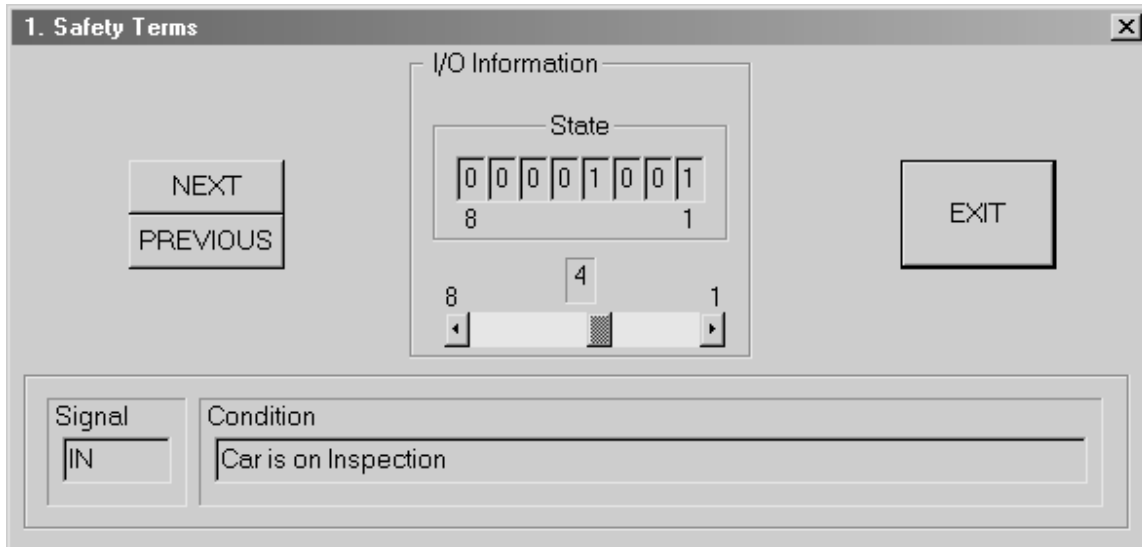 1. Safety Terms
I/O Information
State
0 0 0 0 1 0 0 1
8 1
NEXT
PREVIOUS
EXIT
4
8 1
Signal
IN
Condition
Car is on Inspection